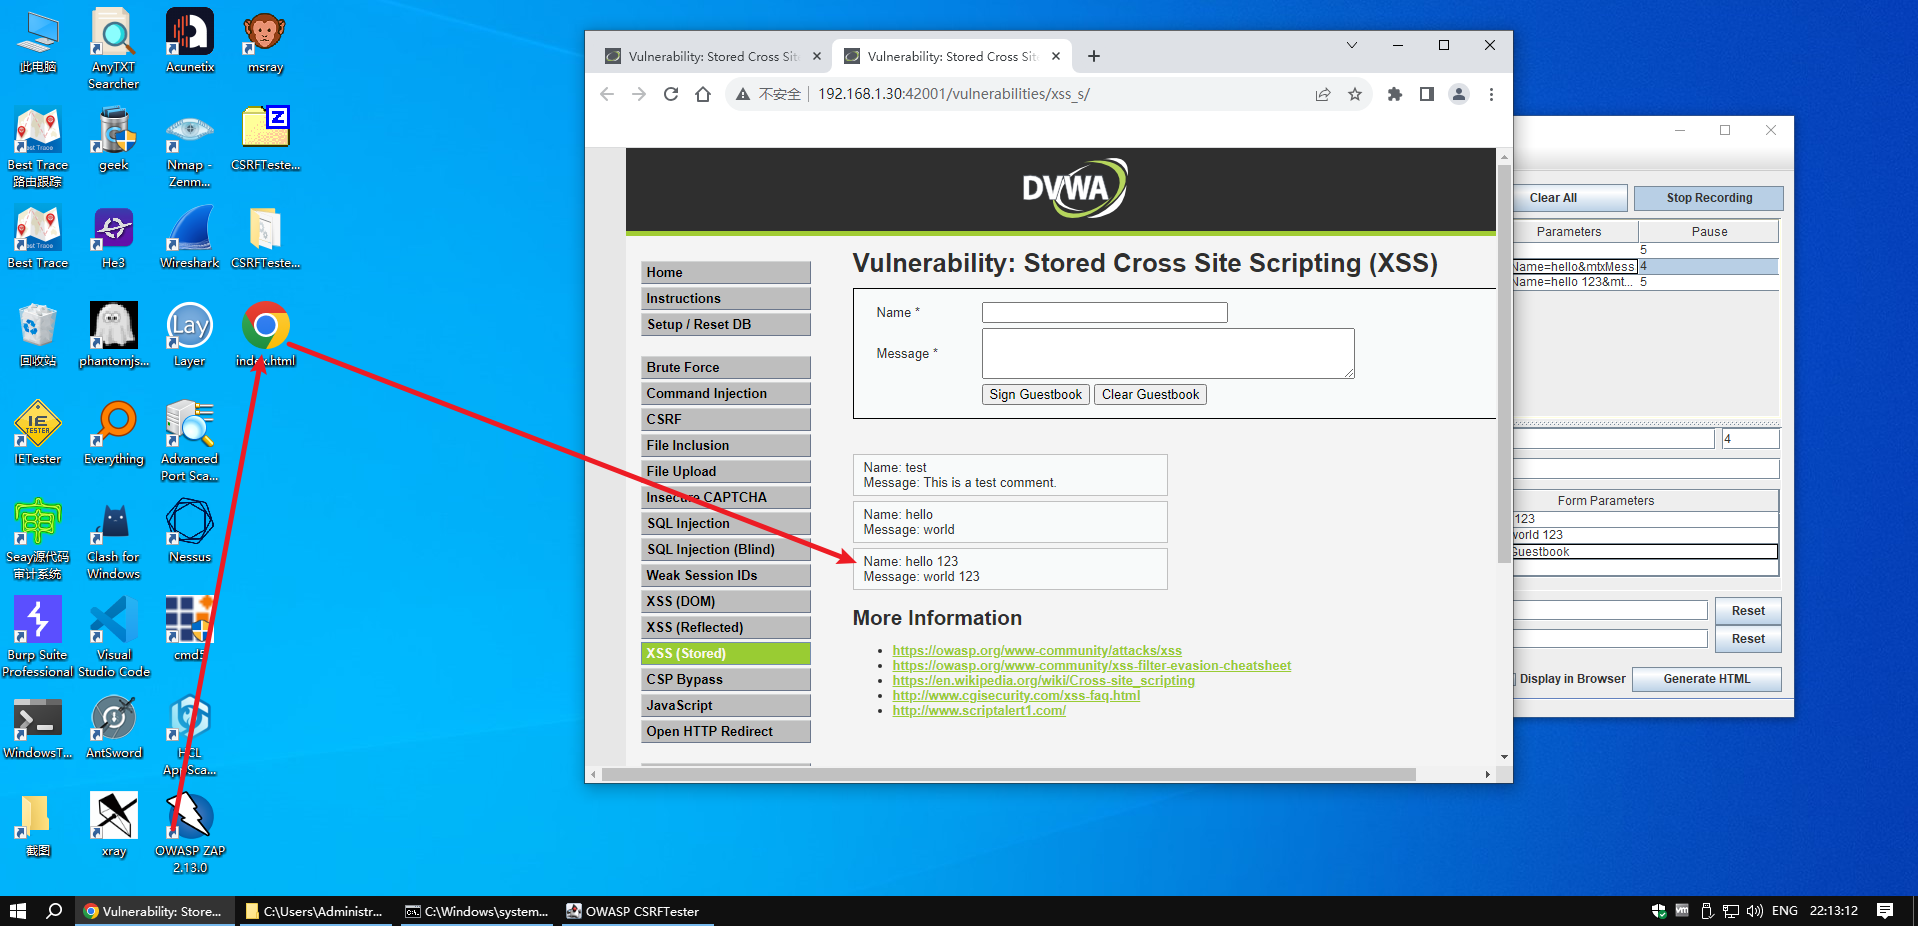 此电脑
AnyTXT Searcher
Acunetix
msray
Best Trace 路由跟踪
geek
Nmap - Zenm...
CSRFTeste...
Best Trace
He3
Wireshark
CSRFTeste...
回收站
phantomjs...
Layer
index.html
IETester
Everything
Advanced Port Sca...
Seay源代码审计系统
Clash for Windows
Nessus
Burp Suite Professional
Visual Studio Code
cmd5
WindowsT...
AntSword
HCL AppSca...
截图
xray
OWASP ZAP 2.13.0
Vulnerability: Stored Cross Sit
Vulnerability: Stored Cross Sit
不安全
192.168.1.30:42001/vulnerabilities/xss_s/
DVWA
Home
Instructions
Setup / Reset DB
Brute Force
Command Injection
CSRF
File Inclusion
File Upload
Insecure CAPTCHA
SQL Injection
SQL Injection (Blind)
Weak Session IDs
XSS (DOM)
XSS (Reflected)
XSS (Stored)
CSP Bypass
JavaScript
Open HTTP Redirect
Vulnerability: Stored Cross Site Scripting (XSS)
Name *
Message *
Sign Guestbook
Clear Guestbook
Name: test
Message: This is a test comment.
Name: hello
Message: world
Name: hello 123
Message: world 123
More Information
https://owasp.org/www-community/attacks/xss
https://owasp.org/www-community/xss-filter-evasion-cheatsheet
https://en.wikipedia.org/wiki/Cross-site_scripting
http://www.cgisecurity.com/xss-faq.html
http://www.scriptalert1.com/
Clear All
Stop Recording
Parameters
Pause
5
Name=hello&mtxMess
4
Name=hello 123&mt...
5
4
Form Parameters
123
world 123
Guestbook
Reset
Reset
Display in Browser
Generate HTML
Vulnerability: Store...
C:\Users\Administr...
C:\Windows\system...
OWASP CSRFTester
ENG
22:13:12